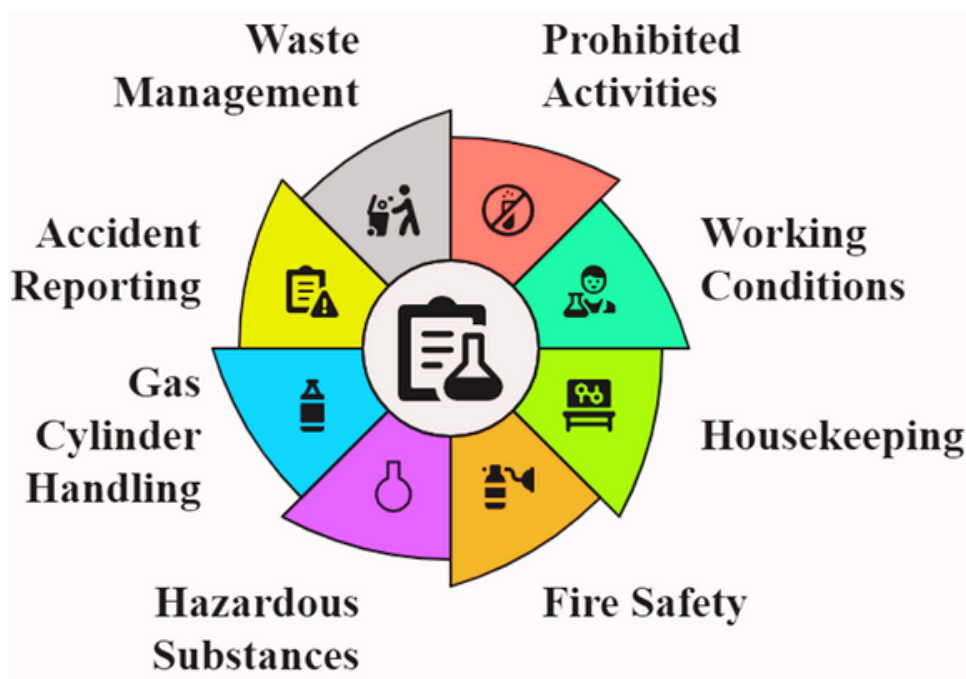 Waste
Management
Prohibited
Activities
Accident
Reporting
Working
Conditions
Gas
Cylinder
Handling
Housekeeping
Hazardous
Substances
Fire Safety